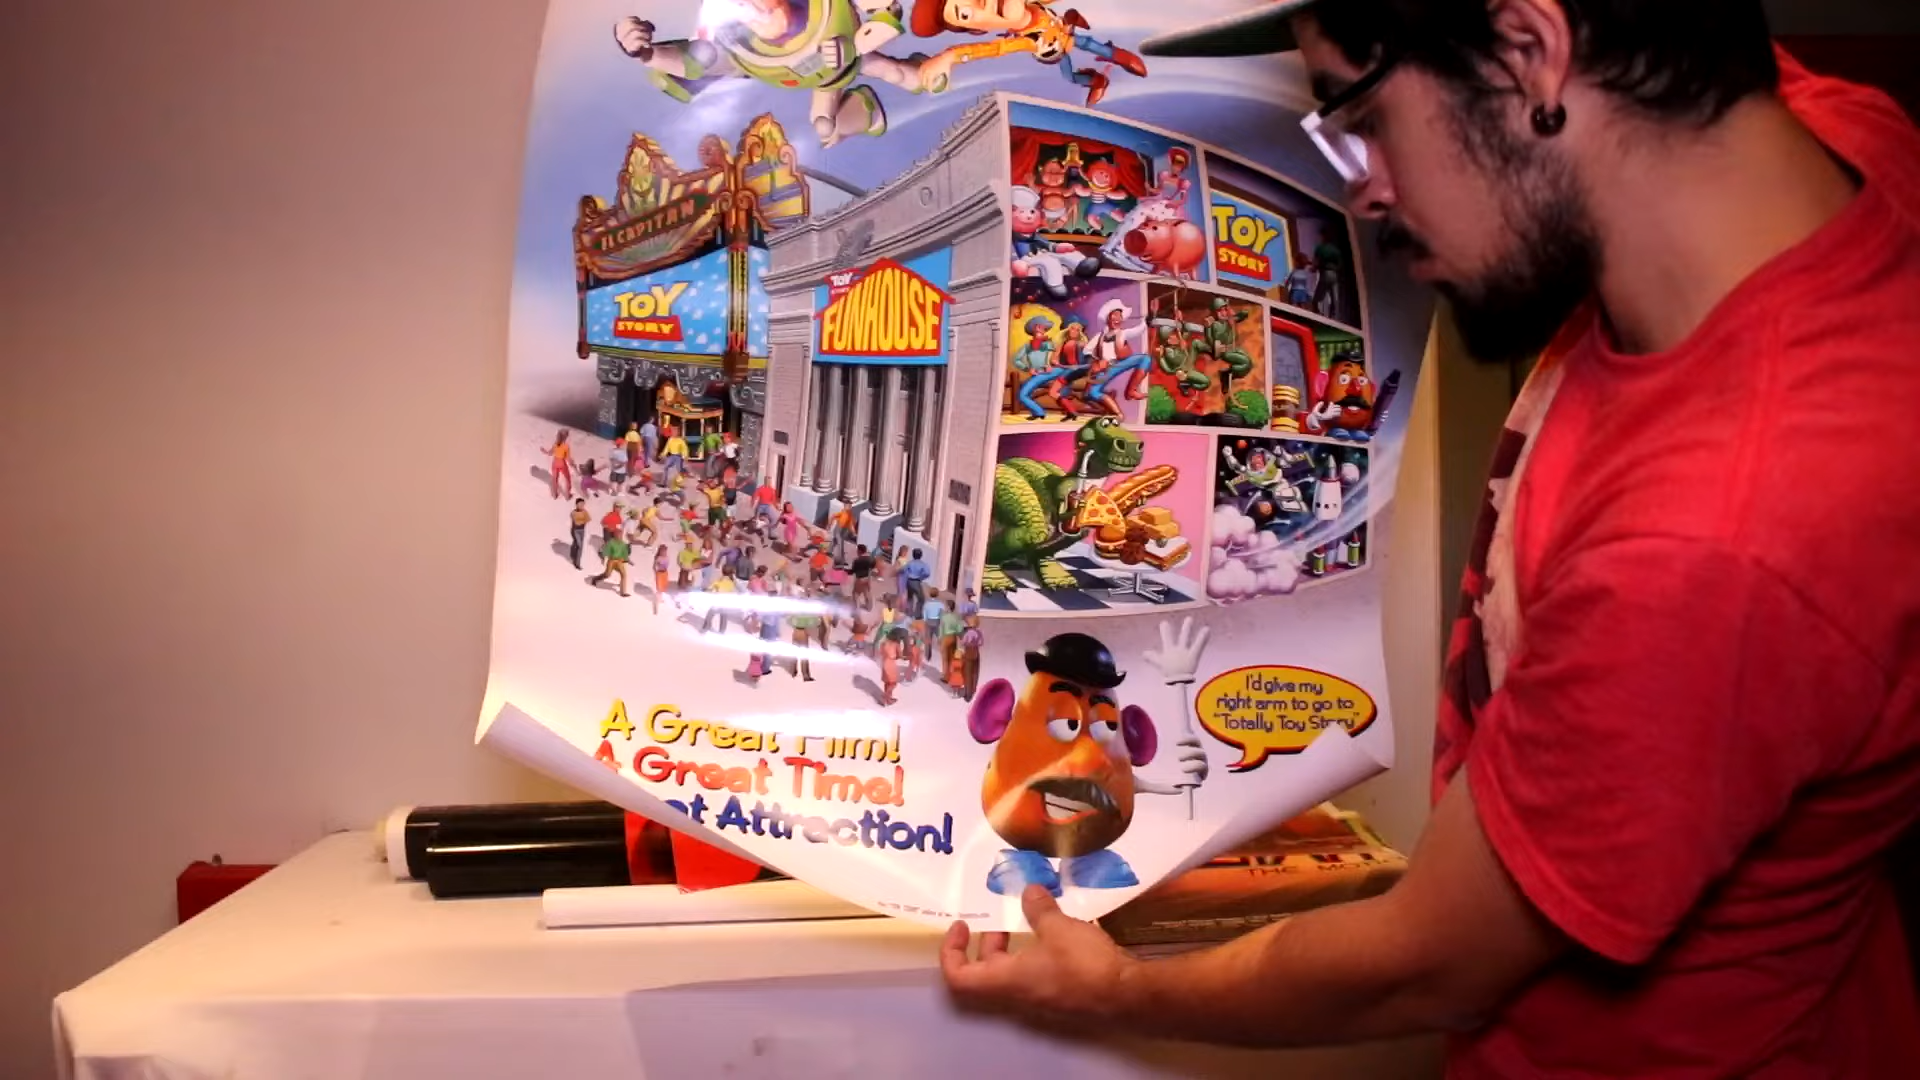 EL CAPITAN
TOY
STORY
TOY
STORY
FUNHOUSE
TOY
STORY
I'd give my
right arm to go to
"Totally Toy Story"
A Great Film!
A Great Time!
Attraction!
THE